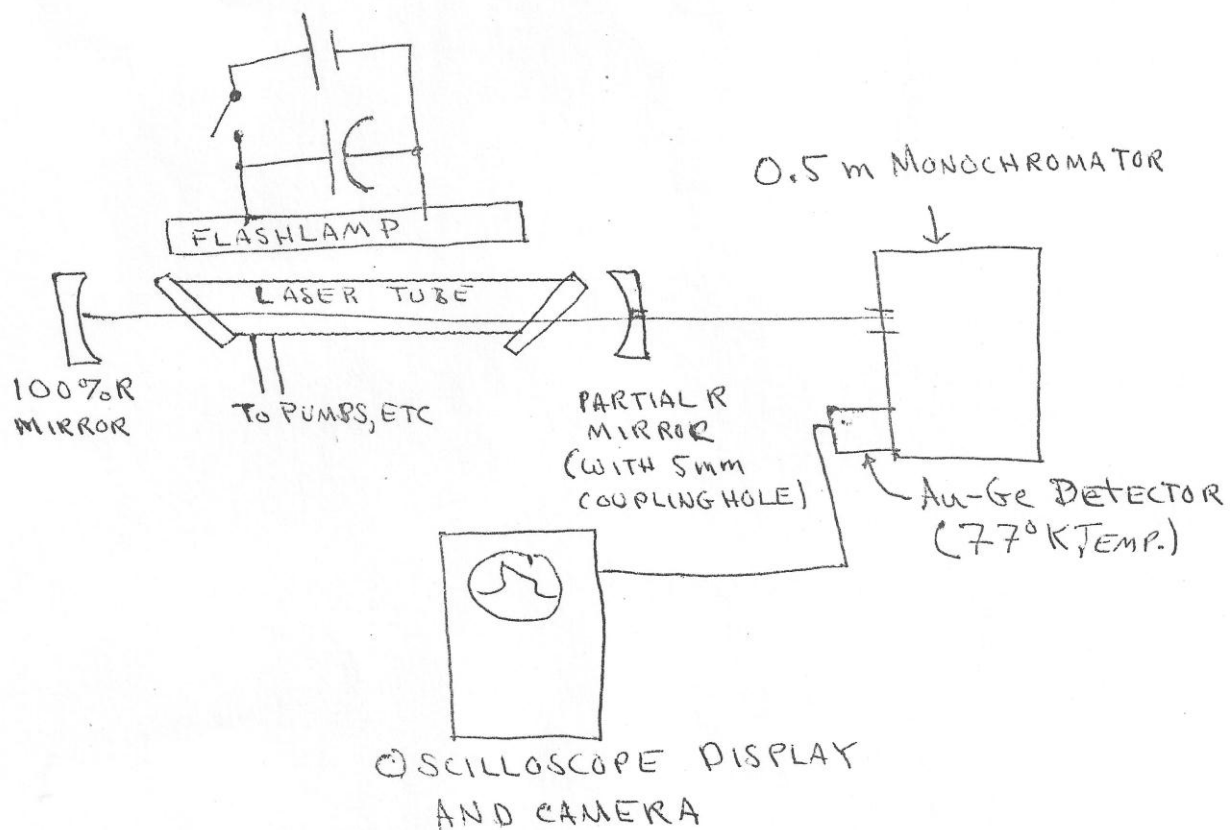 0.5 m MONOCHROMATOR
FLASHLAMP
LASER TUBE
100%R
MIRROR
TO PUMPS, ETC
PARTIAL R
MIRROR
(WITH 5mm
COUPLING HOLE)
Au-Ge DETECTOR
(77°K TEMP.)
OSCILLOSCOPE DISPLAY
AND CAMERA